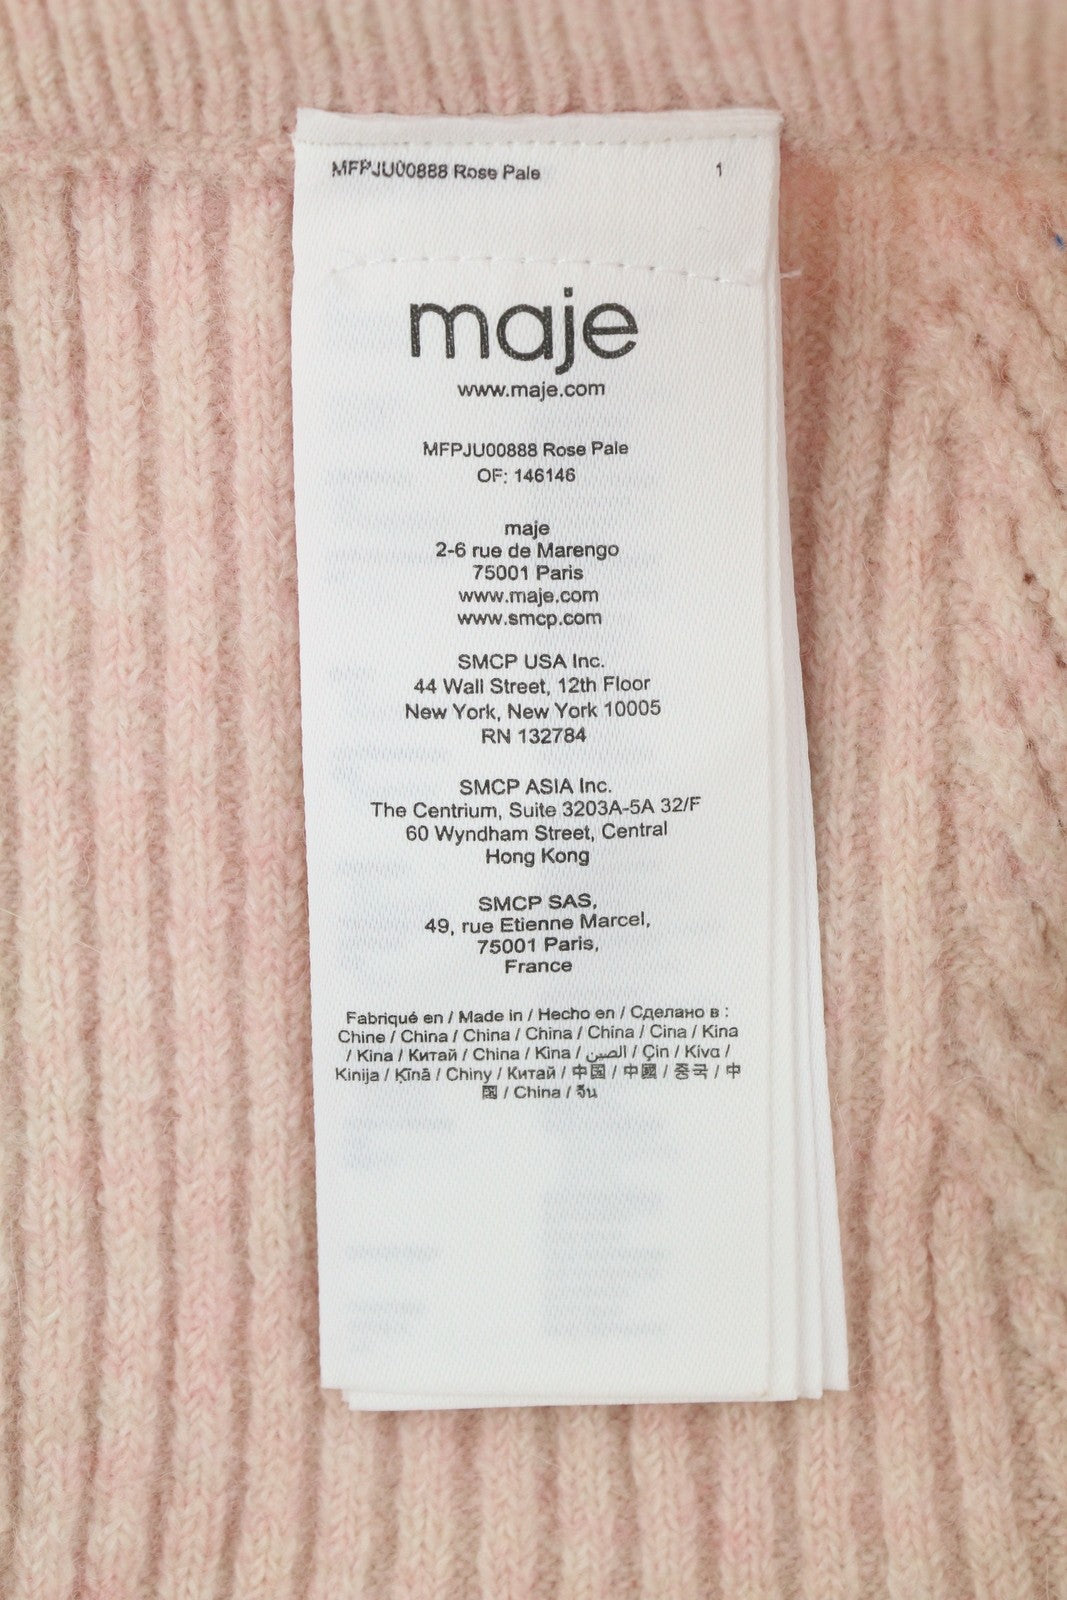 MFPJU00888 Rose Pale 1
maje
www.maje.com
MFPJU00888 Rose Pale
OF: 146146
maje
2-6 rue de Marengo
75001 Paris
www.maje.com
www.smcp.com
SMCP USA Inc.
44 Wall Street, 12th Floor
New York, New York 10005
RN 132784
SMCP ASIA Inc.
The Centrium, Suite 3203A-5A 32/F
60 Wyndham Street, Central
Hong Kong
SMCP SAS,
49, rue Etienne Marcel,
75001 Paris,
France
Fabriqué en / Made in / Hecho en / Сделано в :
Chine / China / China / China / China / Cina / Kina
/ Kina / Китай / China / Kina / الصين / Çin / Κίνα /
Kinija / Ķīnā / Chiny / Китай / 中国 / 中國 / 중국 / 中
国 / China / จีน